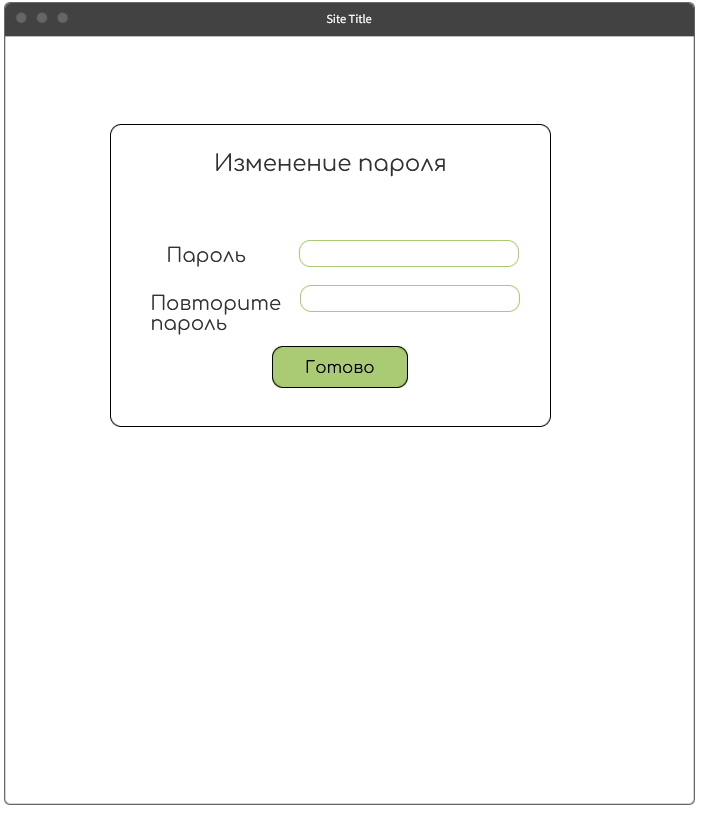 Site Title
Изменение пароля
Пароль
Повторите
пароль
Готово